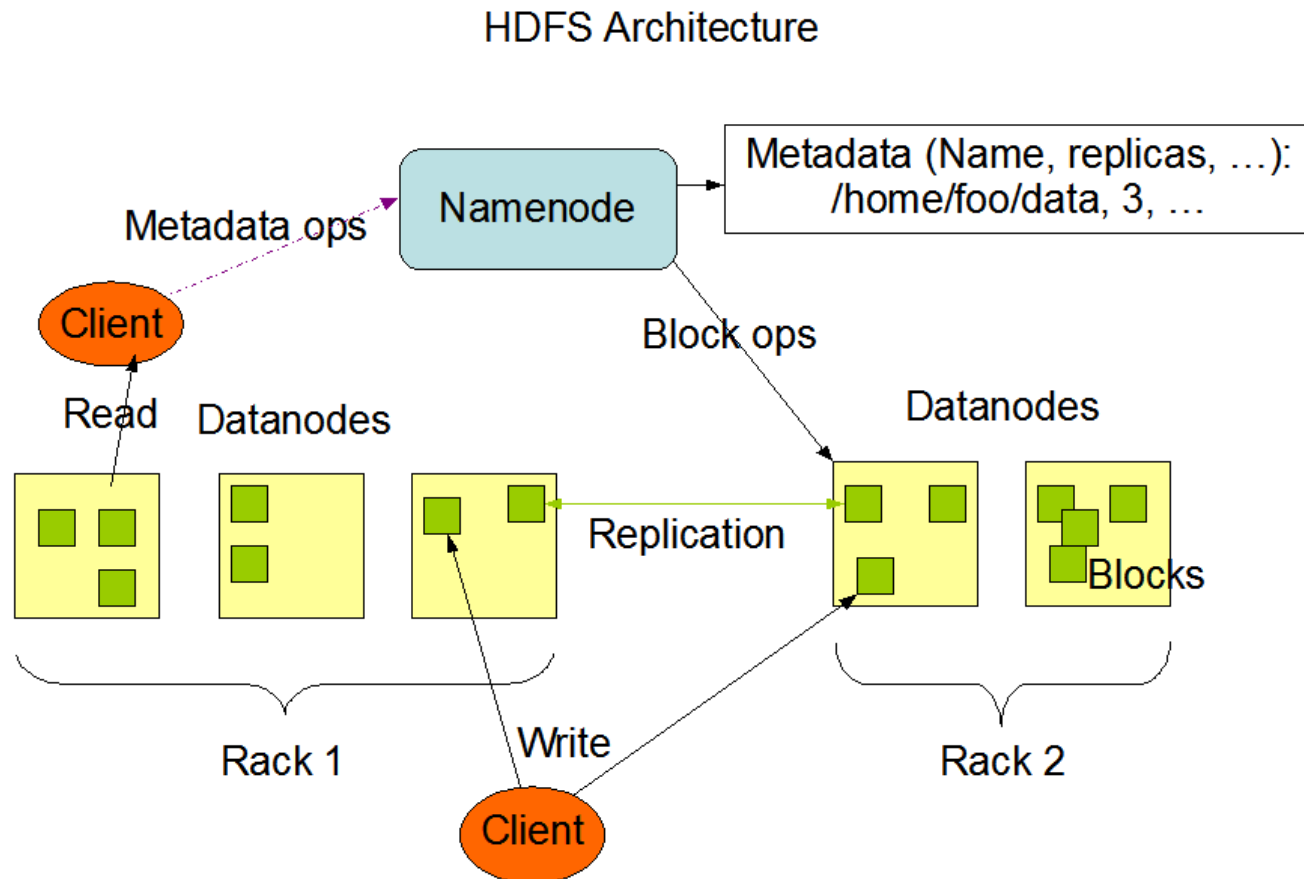 HDFS Architecture
Metadata (Name, replicas, …):
/home/foo/data, 3, …
Namenode
Metadata ops
Client
Block ops
Read
Datanodes
Datanodes
Replication
Blocks
Rack 1
Write
Rack 2
Client